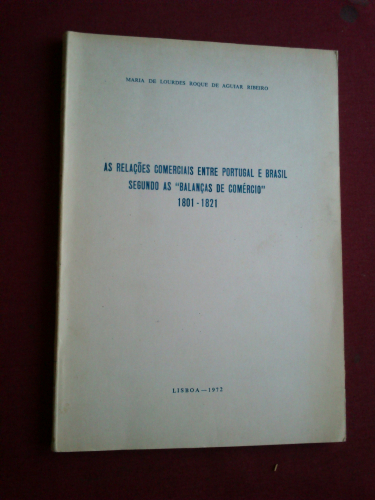 MARIA DE LOURDES ROQUE DE AGUIAR RIBEIRO
AS RELAÇÕES COMERCIAIS ENTRE PORTUGAL E BRASIL
SEGUNDO AS "BALANÇAS DE COMÉRCIO"
1801-1821
LISBOA—1972